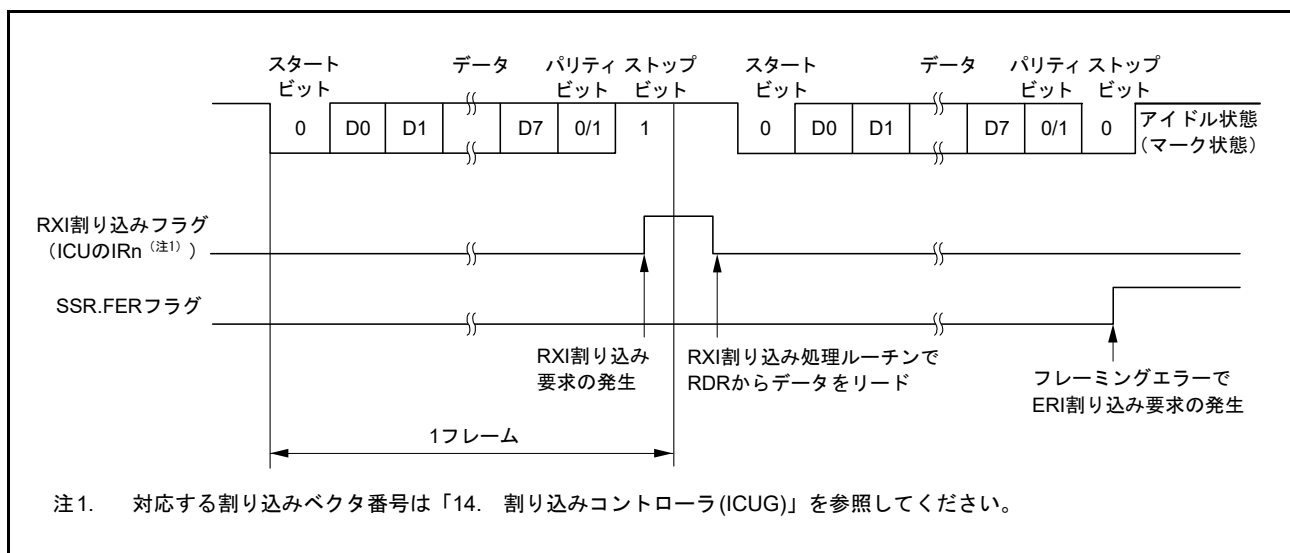 スタート
ビット
データ
パリティ
ビット
ストップ
ビット
スタート
ビット
データ
パリティ
ビット
ストップ
ビット
0 D0 D1 D7 0/1 1 0 D0 D1 D7 0/1 0
アイドル状態
（マーク状態）
RXI割り込みフラグ
（ICUのIRn（注1））
SSR.FERフラグ
RXI割り込み
要求の発生
RXI割り込み処理ルーチンで
RDRからデータをリード
フレーミングエラーで
ERI割り込み要求の発生
1フレーム
注1. 対応する割り込みベクタ番号は「14. 割り込みコントローラ(ICUG)」を参照してください。